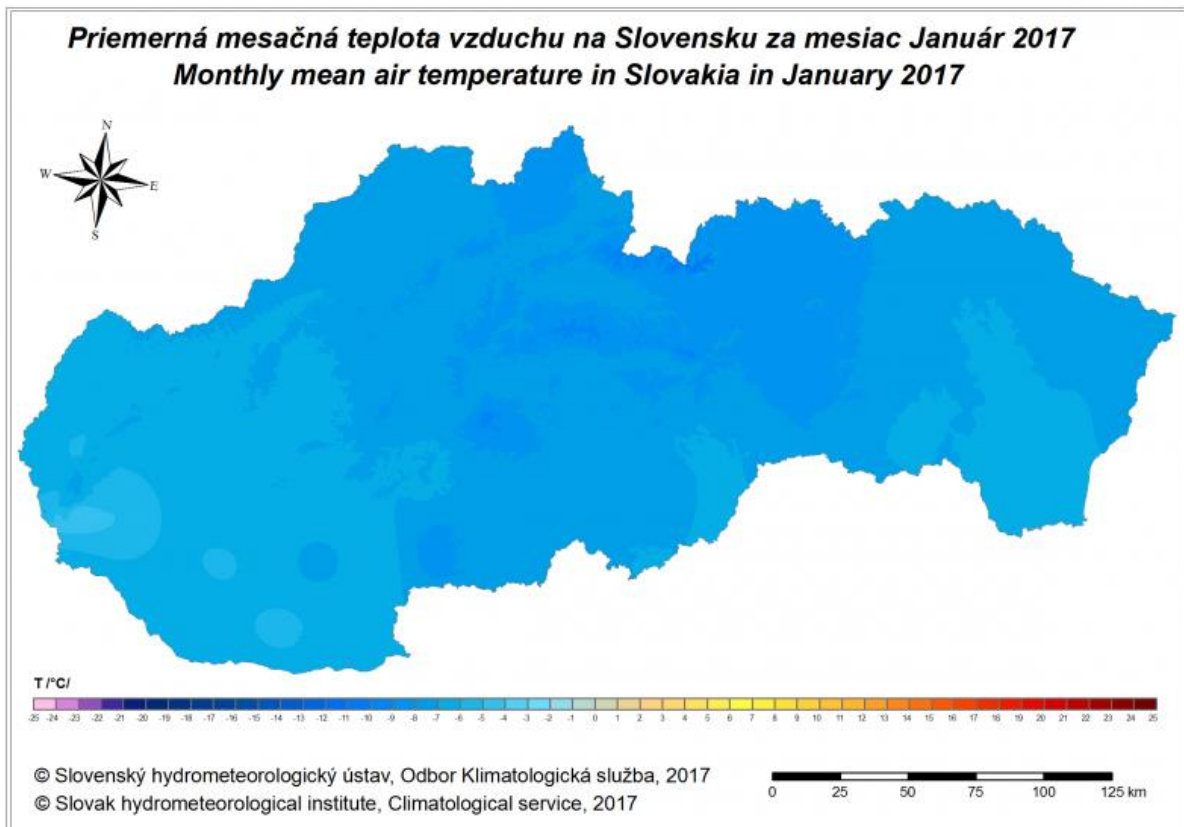 Priemerná mesačná teplota vzduchu na Slovensku za mesiac Január 2017
Monthly mean air temperature in Slovakia in January 2017
N
W
E
S
T /°C/
-25 -24 -23 -22 -21 -20 -19 -18 -17 -16 -15 -14 -13 -12 -11 -10 -9 -8 -7 -6 -5 -4 -3 -2 -1 0 1 2 3 4 5 6 7 8 9 10 11 12 13 14 15 16 17 18 19 20 21 22 23 24 25
© Slovenský hydrometeorologický ústav, Odbor Klimatologická služba, 2017
© Slovak hydrometeorological institute, Climatological service, 2017
0 25 50 75 100 125 km